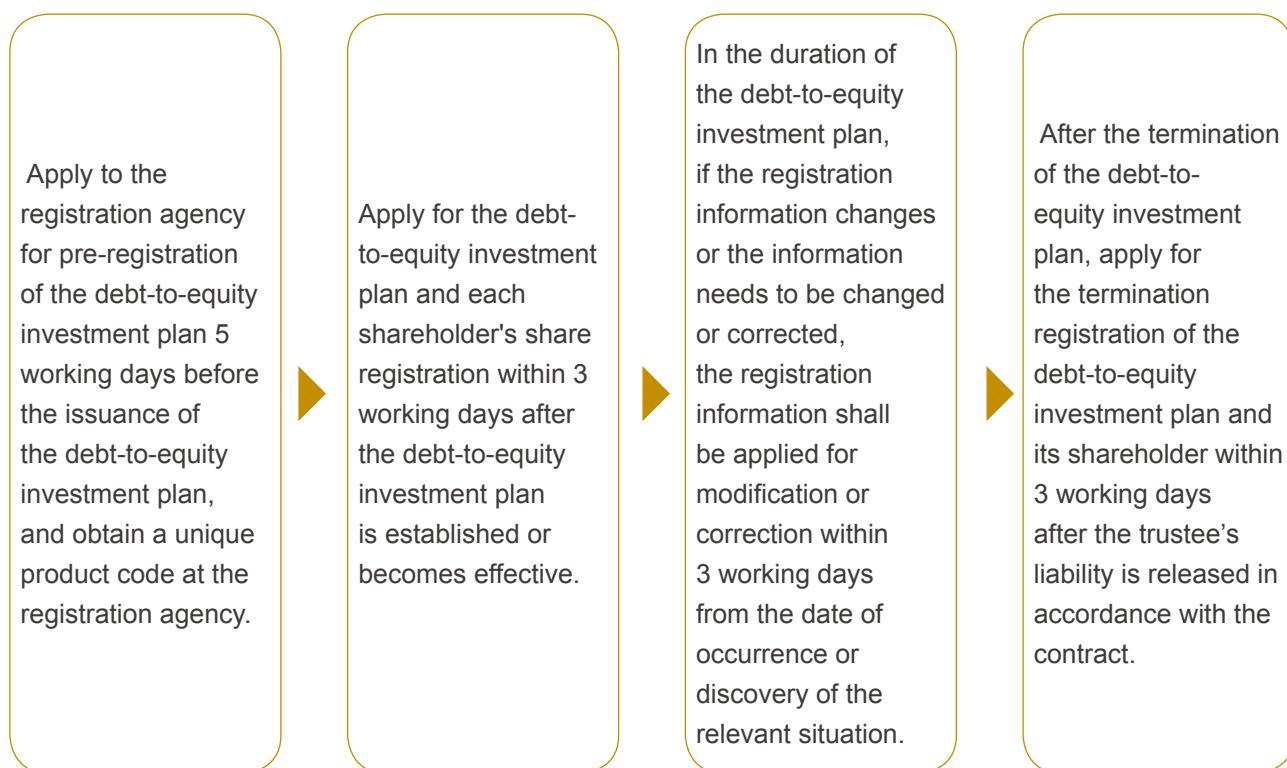 Apply to the
registration agency
for pre-registration
of the debt-to-equity
investment plan 5
working days before
the issuance of
the debt-to-equity
investment plan,
and obtain a unique
product code at the
registration agency.
Apply for the debt-
to-equity investment
plan and each
shareholder's share
registration within 3
working days after
the debt-to-equity
investment plan
is established or
becomes effective.
In the duration of
the debt-to-equity
investment plan,
if the registration
information changes
or the information
needs to be changed
or corrected,
the registration
information shall
be applied for
modification or
correction within
3 working days
from the date of
occurrence or
discovery of the
relevant situation.
After the termination
of the debt-to-
equity investment
plan, apply for
the termination
registration of the
debt-to-equity
investment plan and
its shareholder within
3 working days
after the trustee’s
liability is released in
accordance with the
contract.